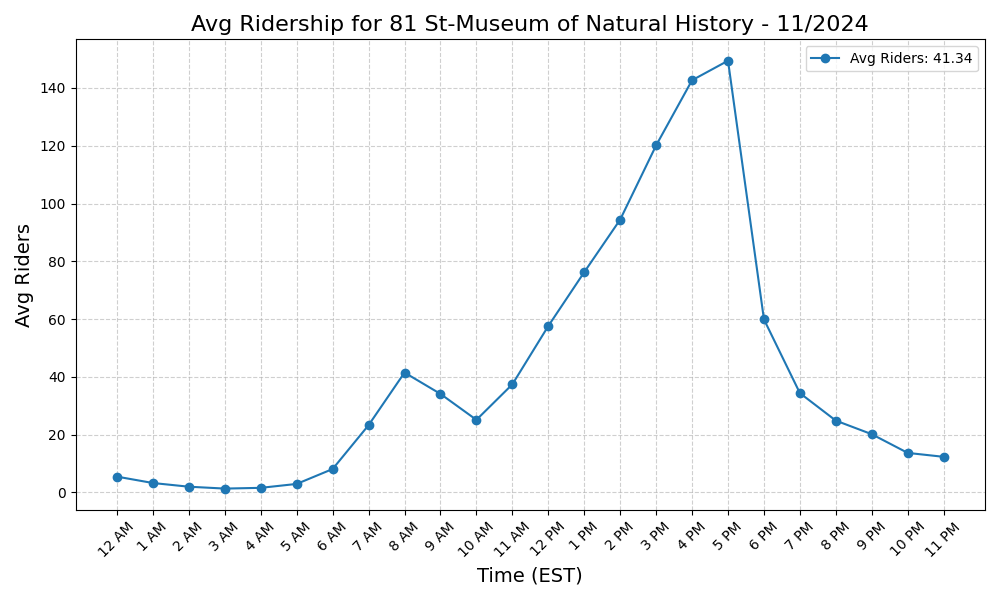 Avg Ridership for 81 St-Museum of Natural History - 11/2024
Avg Riders: 41.34
Avg Riders
140
120
100
80
60
40
20
0
12 AM
1 AM
2 AM
3 AM
4 AM
5 AM
6 AM
7 AM
8 AM
9 AM
10 AM
11 AM
12 PM
1 PM
2 PM
3 PM
4 PM
5 PM
6 PM
7 PM
8 PM
9 PM
10 PM
11 PM
Time (EST)